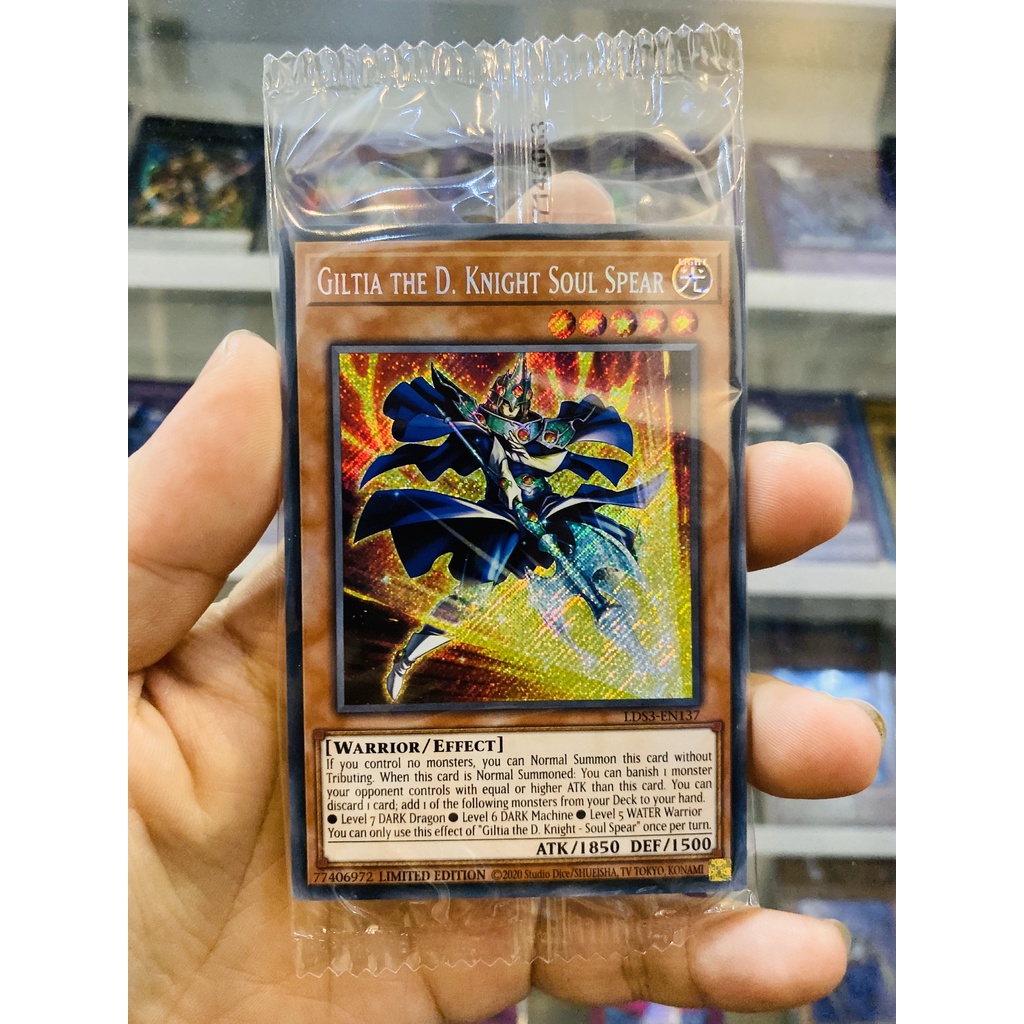 GILTIA THE D. KNIGHT SOUL SPEAR
LIGHT
光
LDS3-EN137
[WARRIOR/EFFECT]
If you control no monsters, you can Normal Summon this card without
Tributing. When this card is Normal Summoned: You can banish 1 monster
your opponent controls with equal or higher ATK than this card. You can
discard 1 card; add 1 of the following monsters from your Deck to your hand.
● Level 7 DARK Dragon ● Level 6 DARK Machine ● Level 5 WATER Warrior
You can only use this effect of "Giltia the D. Knight - Soul Spear" once per turn.
ATK/1850 DEF/1500
77406972 LIMITED EDITION ©2020 Studio Dice/SHUEISHA, TV TOKYO, KONAMI